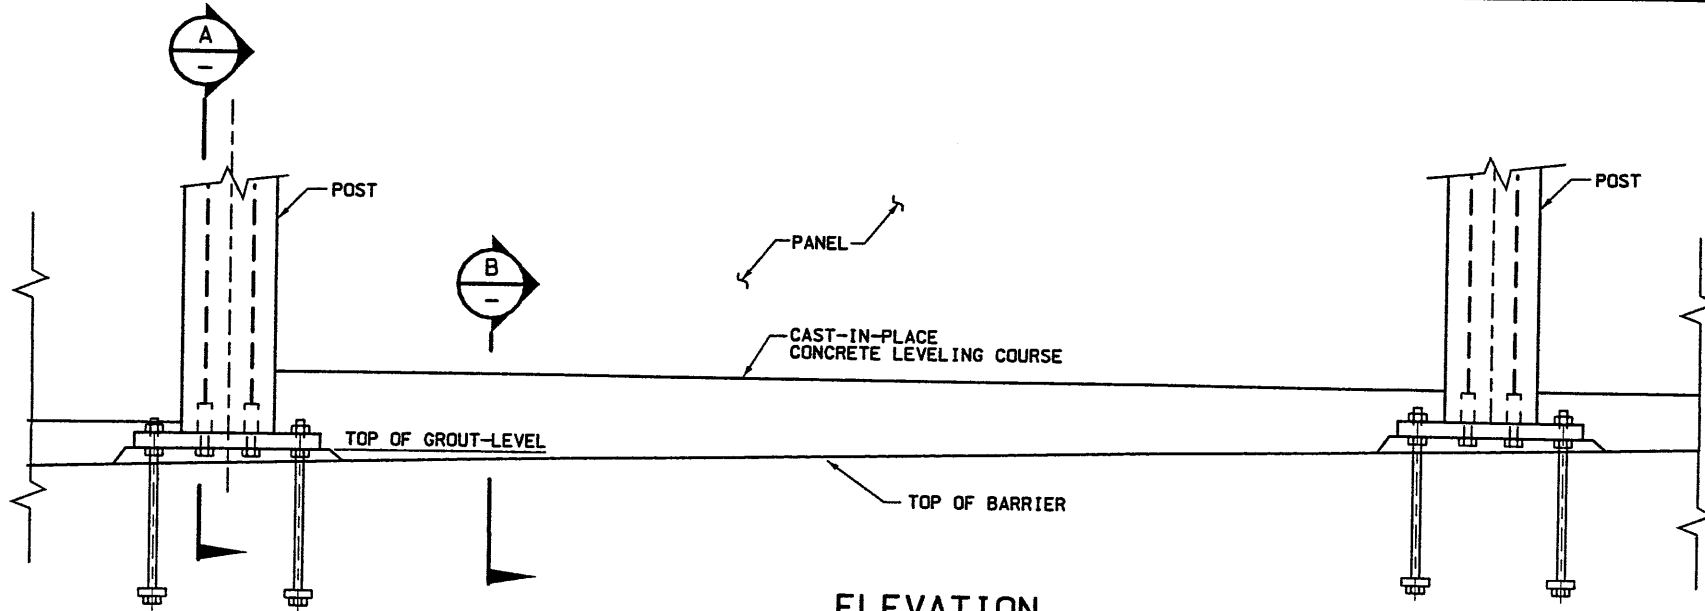 A
-
POST
POST
PANEL
B
-
CAST-IN-PLACE
CONCRETE LEVELING COURSE
TOP OF GROUT-LEVEL
TOP OF BARRIER
ELEVATION